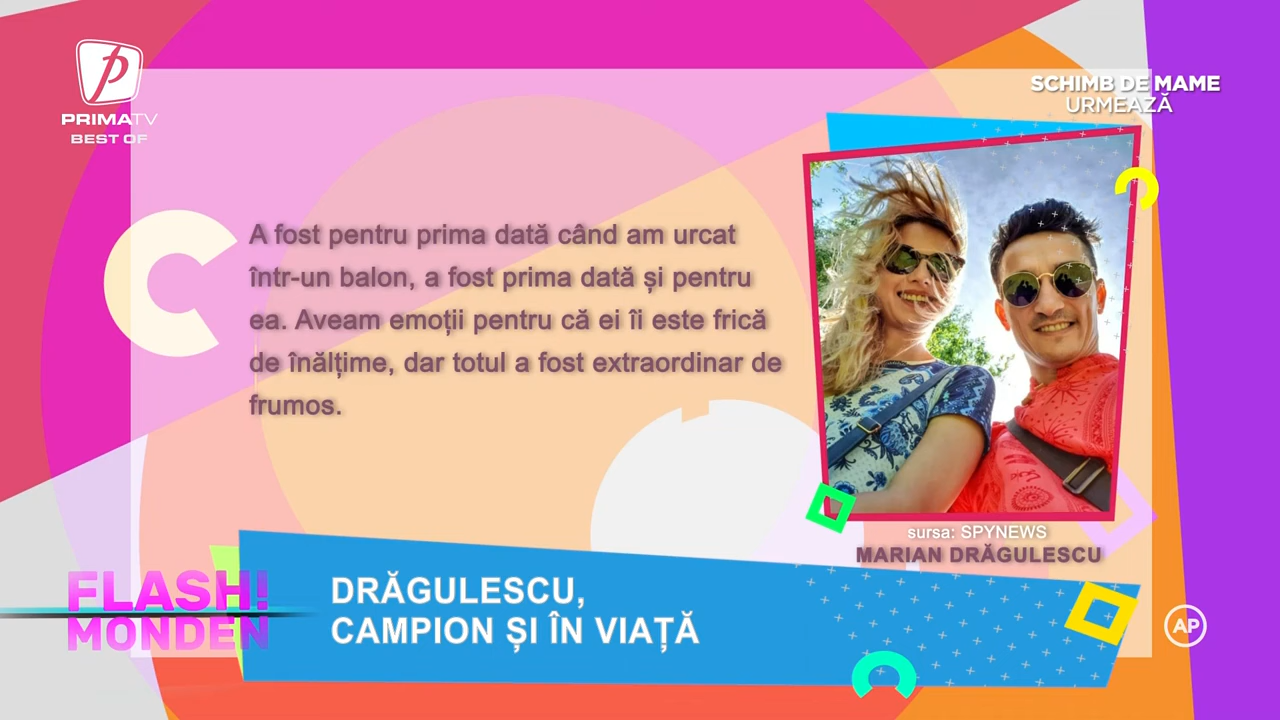 PRIMATV
BEST OF
SCHIMB DE MAME
URMEAZĂ
A fost pentru prima dată când am urcat
într-un balon, a fost prima dată și pentru
ea. Aveam emoții pentru că ei îi este frică
de înălțime, dar totul a fost extraordinar de
frumos.
sursa: SPYNEWS
MARIAN DRĂGULESCU
FLASH!
MONDEN
DRĂGULESCU,
CAMPION ȘI ÎN VIAȚĂ
AP